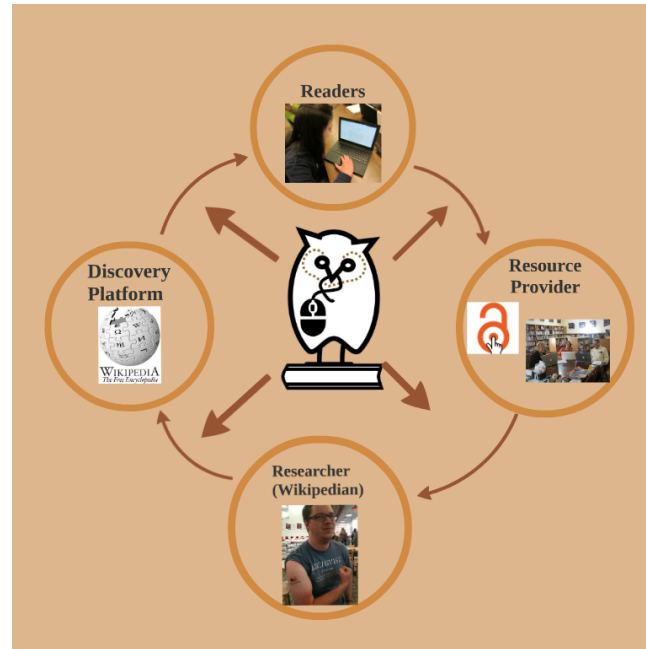 Readers
Discovery
Platform
WIKIPEDIA
The Free Encyclopedia
Resource
Provider
Researcher
(Wikipedian)